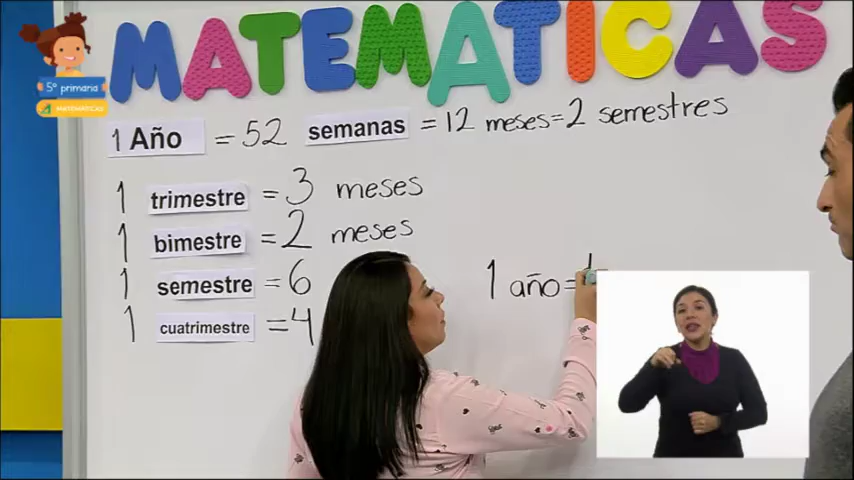 MATEMATICAS
5° primaria
MATEMÁTICAS
1 Año = 52 semanas = 12 meses = 2 semestres
1 trimestre = 3 meses
1 bimestre = 2 meses
1 semestre = 6
1 cuatrimestre = 4
1 año =